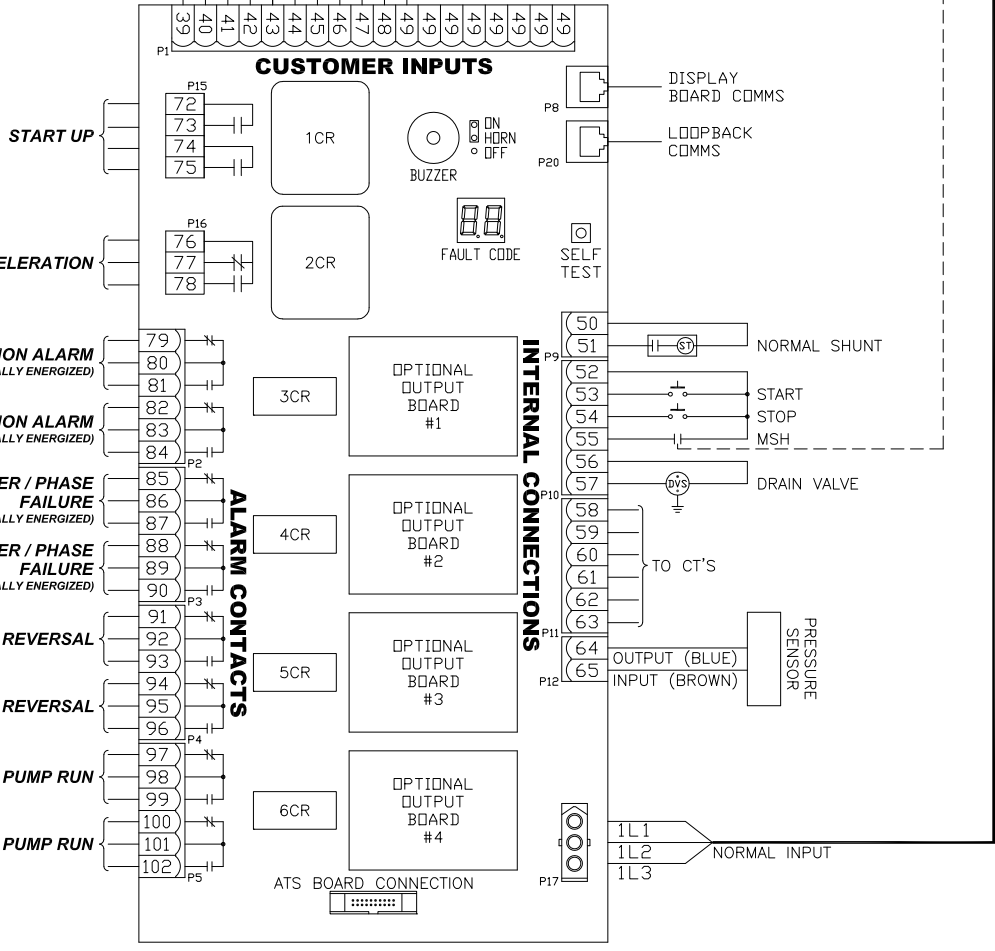 39 40 41 42 43 44 45 46 47 48 49 49 49 49 49 49 49 49
P1
CUSTOMER INPUTS
P15
START UP
72
73
74
75
1CR
BUZZER
ON
HORN
OFF
P8
DISPLAY
BOARD COMMS
P20
LOOPBACK
COMMS
P16
ELERATION
76
77
78
2CR
FAULT CODE
SELF
TEST
ION ALARM
ALLY ENERGIZED)
79
80
81
ION ALARM
ALLY ENERGIZED)
82
83
84
P2
ER / PHASE
FAILURE
ALLY ENERGIZED)
85
86
87
ER / PHASE
FAILURE
ALLY ENERGIZED)
88
89
90
P3
REVERSAL
91
92
93
REVERSAL
94
95
96
P4
PUMP RUN
97
98
99
PUMP RUN
100
101
102
P5
ALARM CONTACTS
3CR
4CR
5CR
6CR
OPTIONAL
OUTPUT
BOARD
#1
OPTIONAL
OUTPUT
BOARD
#2
OPTIONAL
OUTPUT
BOARD
#3
OPTIONAL
OUTPUT
BOARD
#4
ATS BOARD CONNECTION
INTERNAL CONNECTIONS
50
51
P9
ST
NORMAL SHUNT
52
53
START
54
STOP
55
MSH
56
57
P10
DVS
DRAIN VALVE
58
59
60
61
62
63
P11
TO CT'S
64
65
P12
OUTPUT (BLUE)
INPUT (BROWN)
PRESSURE
SENSOR
P17
1L1
1L2
1L3
NORMAL INPUT